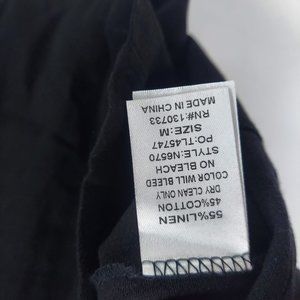 55%LINEN
45%COTTON
DRY CLEAN ONLY
COLOR WILL BLEED
NO BLEACH
STYLE:N6570
PO:TL45747
SIZE:M
RN#:130733
MADE IN CHINA